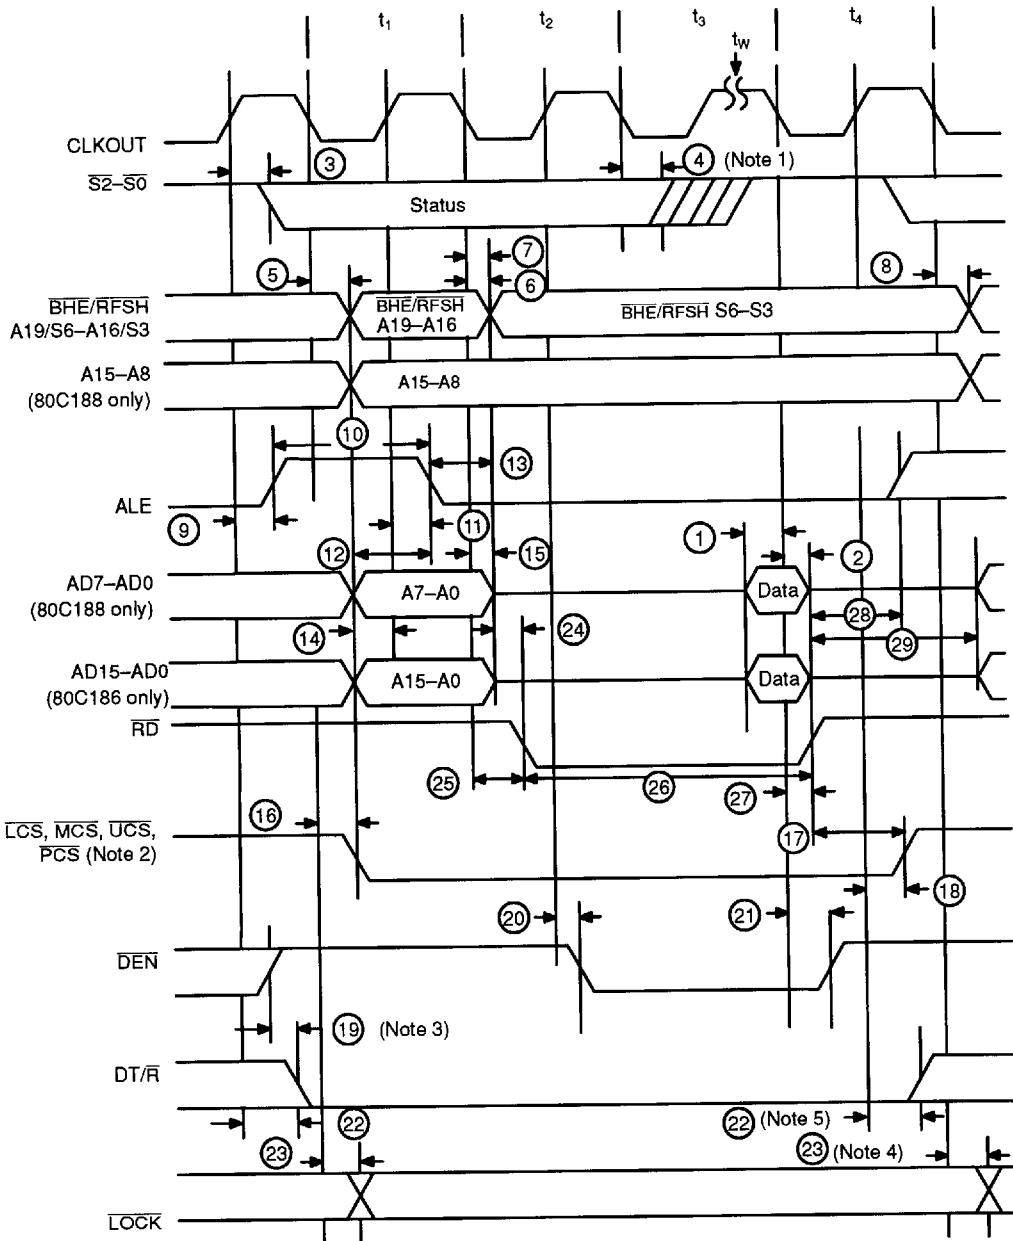 t1 t2 t3 t4
tW
CLKOUT
3
4 (Note 1)
S2–S0
Status
7
5
6
8
BHE/RFSH
A19/S6–A16/S3
BHE/RFSH
A19–A16
BHE/RFSH S6–S3
A15–A8
(80C188 only)
A15–A8
10
13
ALE
9
11
1
12
15
2
AD7–AD0
(80C188 only)
A7–A0
Data
28
14
24
29
AD15–AD0
(80C186 only)
A15–A0
Data
RD
25
26
27
16
17
LCS, MCS, UCS,
PCS (Note 2)
18
20
21
DEN
19 (Note 3)
DT/R
22
22 (Note 5)
23
23 (Note 4)
LOCK